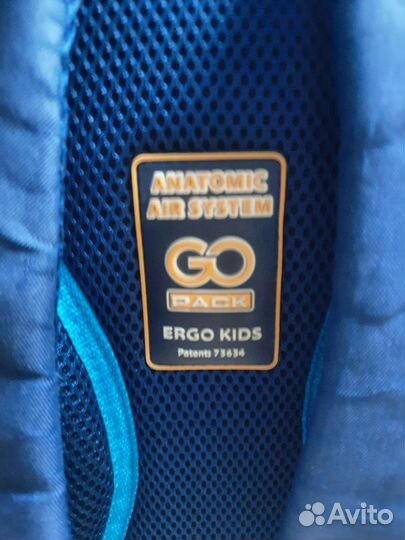 ANATOMIC
AIR SYSTEM
GO
PACK
ERGO KIDS
Patents 73634
Avito